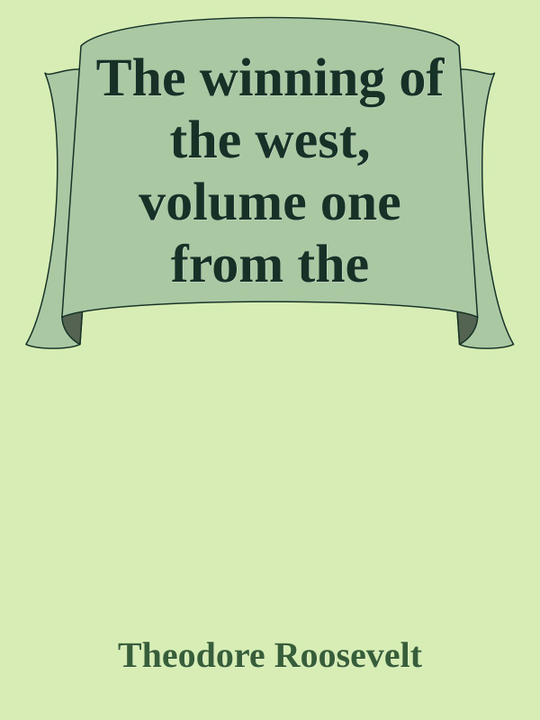 The winning of
the west,
volume one
from the
Theodore Roosevelt